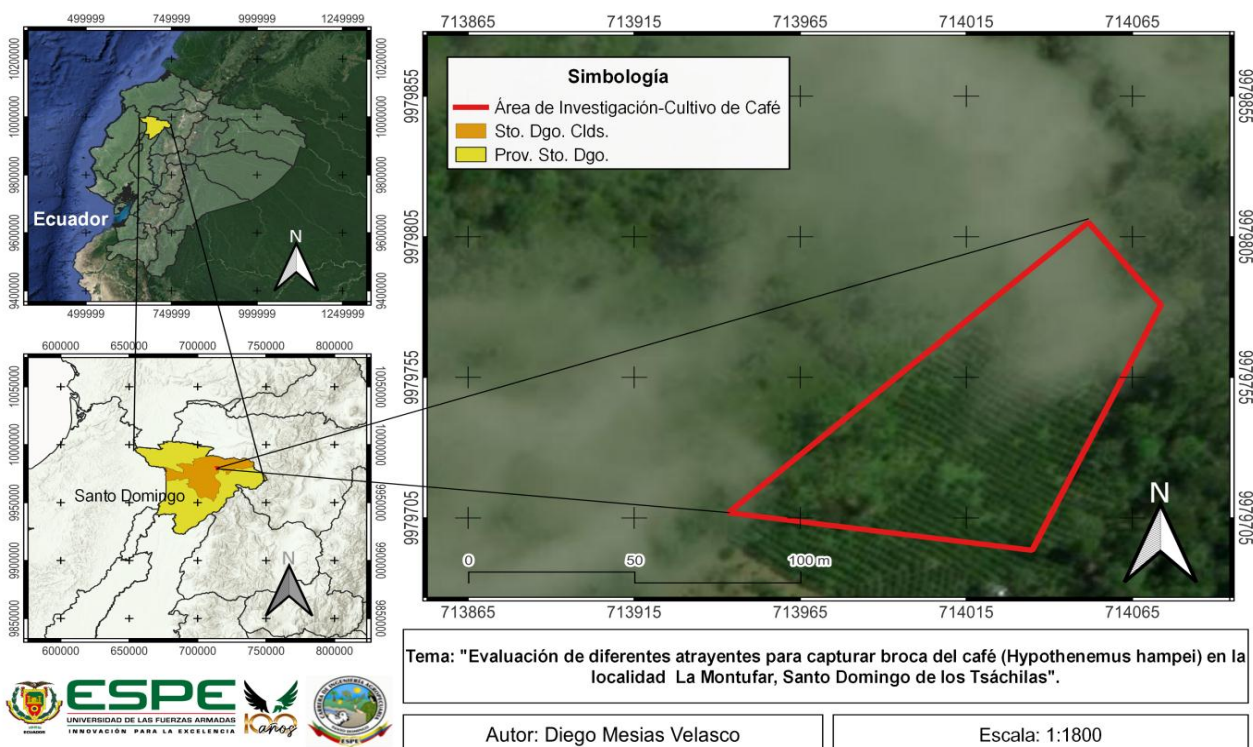 499999 749999 999999 1249999
10200000
10000000
9800000
9600000
9400000
10200000
10000000
9800000
9600000
9400000
Ecuador
N
499999 749999 999999 1249999
600000 650000 700000 750000 800000
10050000
10000000
9950000
9900000
9850000
10050000
10000000
9950000
9900000
9850000
Santo Domingo
N
600000 650000 700000 750000 800000
713865 713915 713965 714015 714065
9979855
9979805
9979755
9979705
9979855
9979805
9979755
9979705
Simbología
Área de Investigación-Cultivo de Café
Sto. Dgo. Clds.
Prov. Sto. Dgo.
N
0 50 100 m
713865 713915 713965 714015 714065
Tema: "Evaluación de diferentes atrayentes para capturar broca del café (Hypothenemus hampei) en la
localidad La Montufar, Santo Domingo de los Tsáchilas".
Autor: Diego Mesias Velasco
Escala: 1:1800
ESPE
UNIVERSIDAD DE LAS FUERZAS ARMADAS
INNOVACIÓN PARA LA EXCELENCIA
ECUADOR
100 años
CARRERA DE INGENIERÍA AGROPECUARIA
ESPE